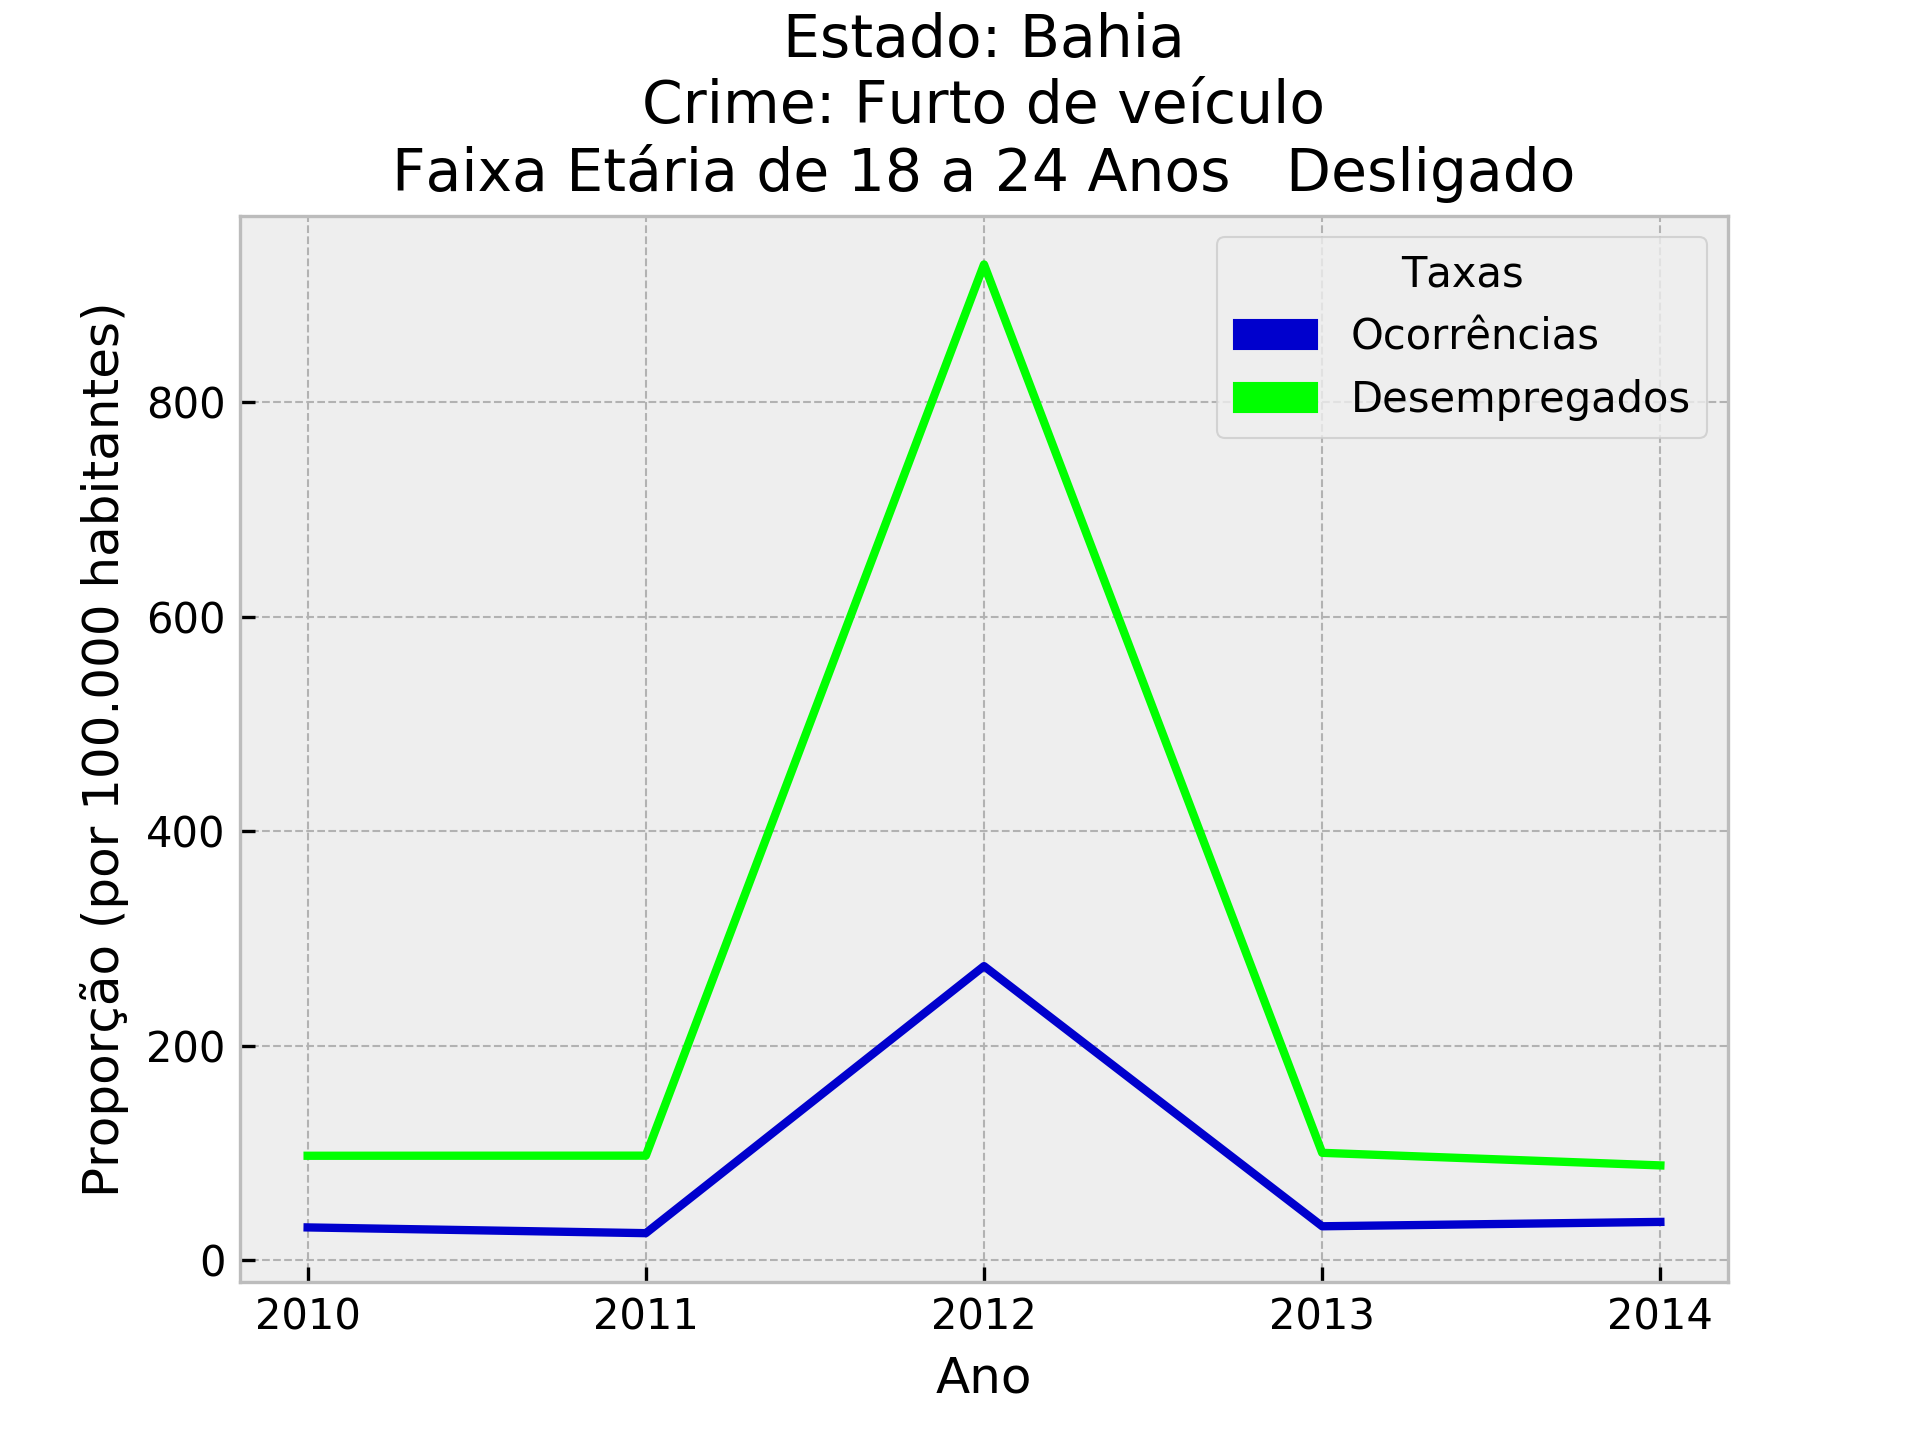 Estado: Bahia
Crime: Furto de veículo
Faixa Etária de 18 a 24 Anos   Desligado
Taxas
Ocorrências
Desempregados
Proporção (por 100.000 habitantes)
800
600
400
200
0
2010 2011 2012 2013 2014
Ano